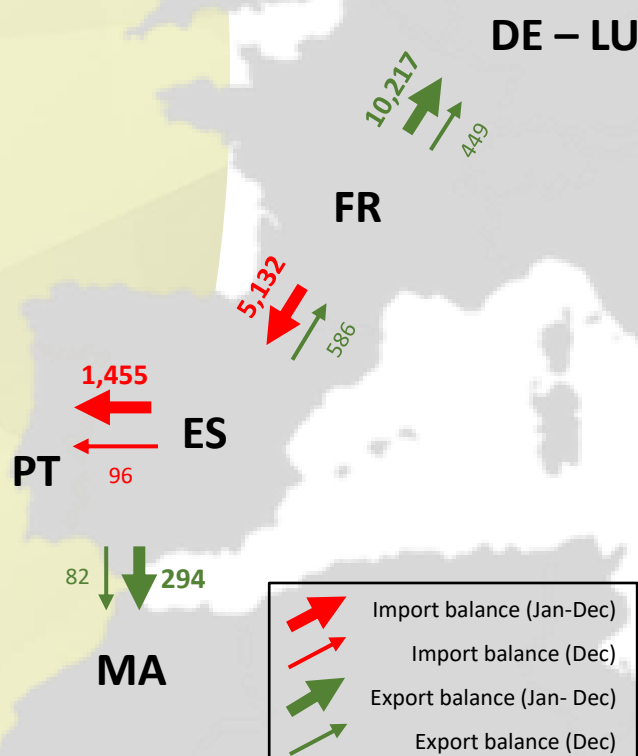 DE – LU
10,217
449
FR
5,132
586
1,455
ES
PT
96
82
294
MA
Import balance (Jan-Dec)
Import balance (Dec)
Export balance (Jan- Dec)
Export balance (Dec)